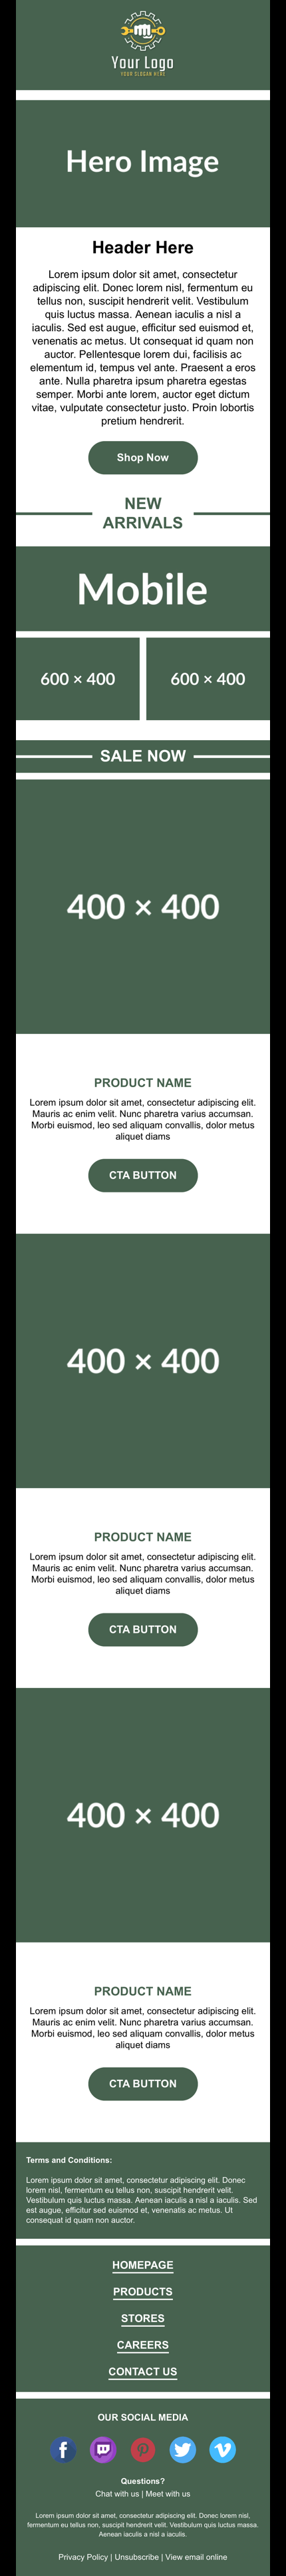 Your Logo
YOUR SLOGAN HERE
Hero Image
Header Here
Lorem ipsum dolor sit amet, consectetur
adipiscing elit. Donec lorem nisl, fermentum eu
tellus non, suscipit hendrerit velit. Vestibulum
quis luctus massa. Aenean iaculis a nisl a
iaculis. Sed est augue, efficitur sed euismod et,
venenatis ac metus. Ut consequat id quam non
auctor. Pellentesque lorem dui, facilisis ac
elementum id, tempus vel ante. Praesent a eros
ante. Nulla pharetra ipsum pharetra egestas
semper. Morbi ante lorem, auctor eget dictum
vitae, vulputate consectetur justo. Proin lobortis
pretium hendrerit.
Shop Now
NEW
ARRIVALS
Mobile
600 × 400
600 × 400
SALE NOW
400 × 400
PRODUCT NAME
Lorem ipsum dolor sit amet, consectetur adipiscing elit.
Mauris ac enim velit. Nunc pharetra varius accumsan.
Morbi euismod, leo sed aliquam convallis, dolor metus
aliquet diams
CTA BUTTON
400 × 400
PRODUCT NAME
Lorem ipsum dolor sit amet, consectetur adipiscing elit.
Mauris ac enim velit. Nunc pharetra varius accumsan.
Morbi euismod, leo sed aliquam convallis, dolor metus
aliquet diams
CTA BUTTON
400 × 400
PRODUCT NAME
Lorem ipsum dolor sit amet, consectetur adipiscing elit.
Mauris ac enim velit. Nunc pharetra varius accumsan.
Morbi euismod, leo sed aliquam convallis, dolor metus
aliquet diams
CTA BUTTON
Terms and Conditions:
Lorem ipsum dolor sit amet, consectetur adipiscing elit. Donec
lorem nisl, fermentum eu tellus non, suscipit hendrerit velit.
Vestibulum quis luctus massa. Aenean iaculis a nisl a iaculis. Sed
est augue, efficitur sed euismod et, venenatis ac metus. Ut
consequat id quam non auctor.
HOMEPAGE
PRODUCTS
STORES
CAREERS
CONTACT US
OUR SOCIAL MEDIA
Questions?
Chat with us | Meet with us
Lorem ipsum dolor sit amet, consectetur adipiscing elit. Donec lorem nisl,
fermentum eu tellus non, suscipit hendrerit velit. Vestibulum quis luctus massa.
Aenean iaculis a nisl a iaculis.
Privacy Policy | Unsubscribe | View email online